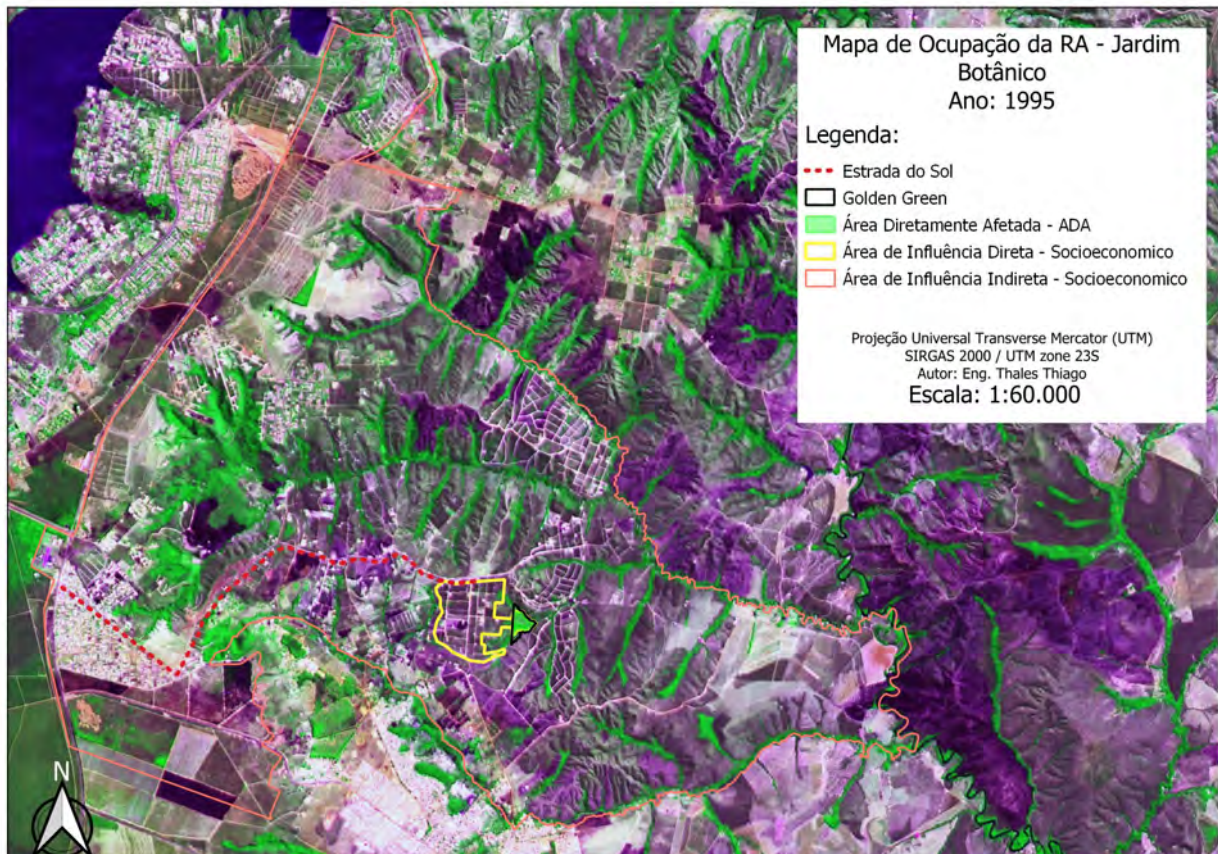 Mapa de Ocupação da RA - Jardim
Botânico
Ano: 1995
Legenda:
Estrada do Sol
Golden Green
Área Diretamente Afetada - ADA
Área de Influência Direta - Socioeconomico
Área de Influência Indireta - Socioeconomico
Projeção Universal Transverse Mercator (UTM)
SIRGAS 2000 / UTM zone 23S
Autor: Eng. Thales Thiago
Escala: 1:60.000
N